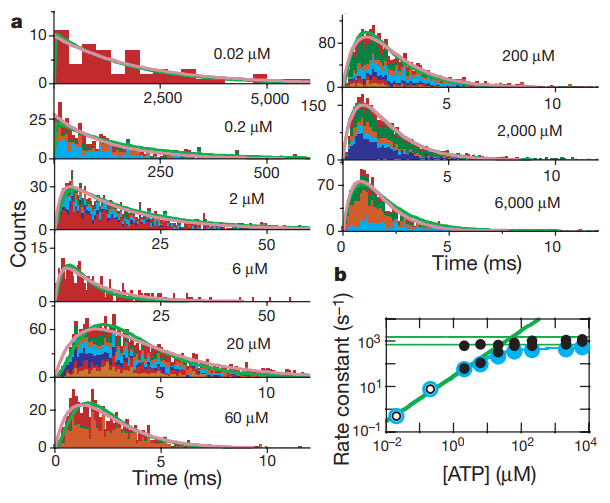 a
10
0
0.02 µM
2,500
5,000
25
0
0.2 µM
250
500
30
0
2 µM
25
50
15
0
6 µM
25
50
60
0
20 µM
5
10
20
0
60 µM
0
5
10
Counts
Time (ms)
80
0
200 µM
5
10
150
0
2,000 µM
5
10
70
0
6,000 µM
0
5
10
Time (ms)
b
Rate constant (s⁻¹)
10³
10¹
10⁻¹
10⁻²
10⁰
10²
10⁴
[ATP] (µM)